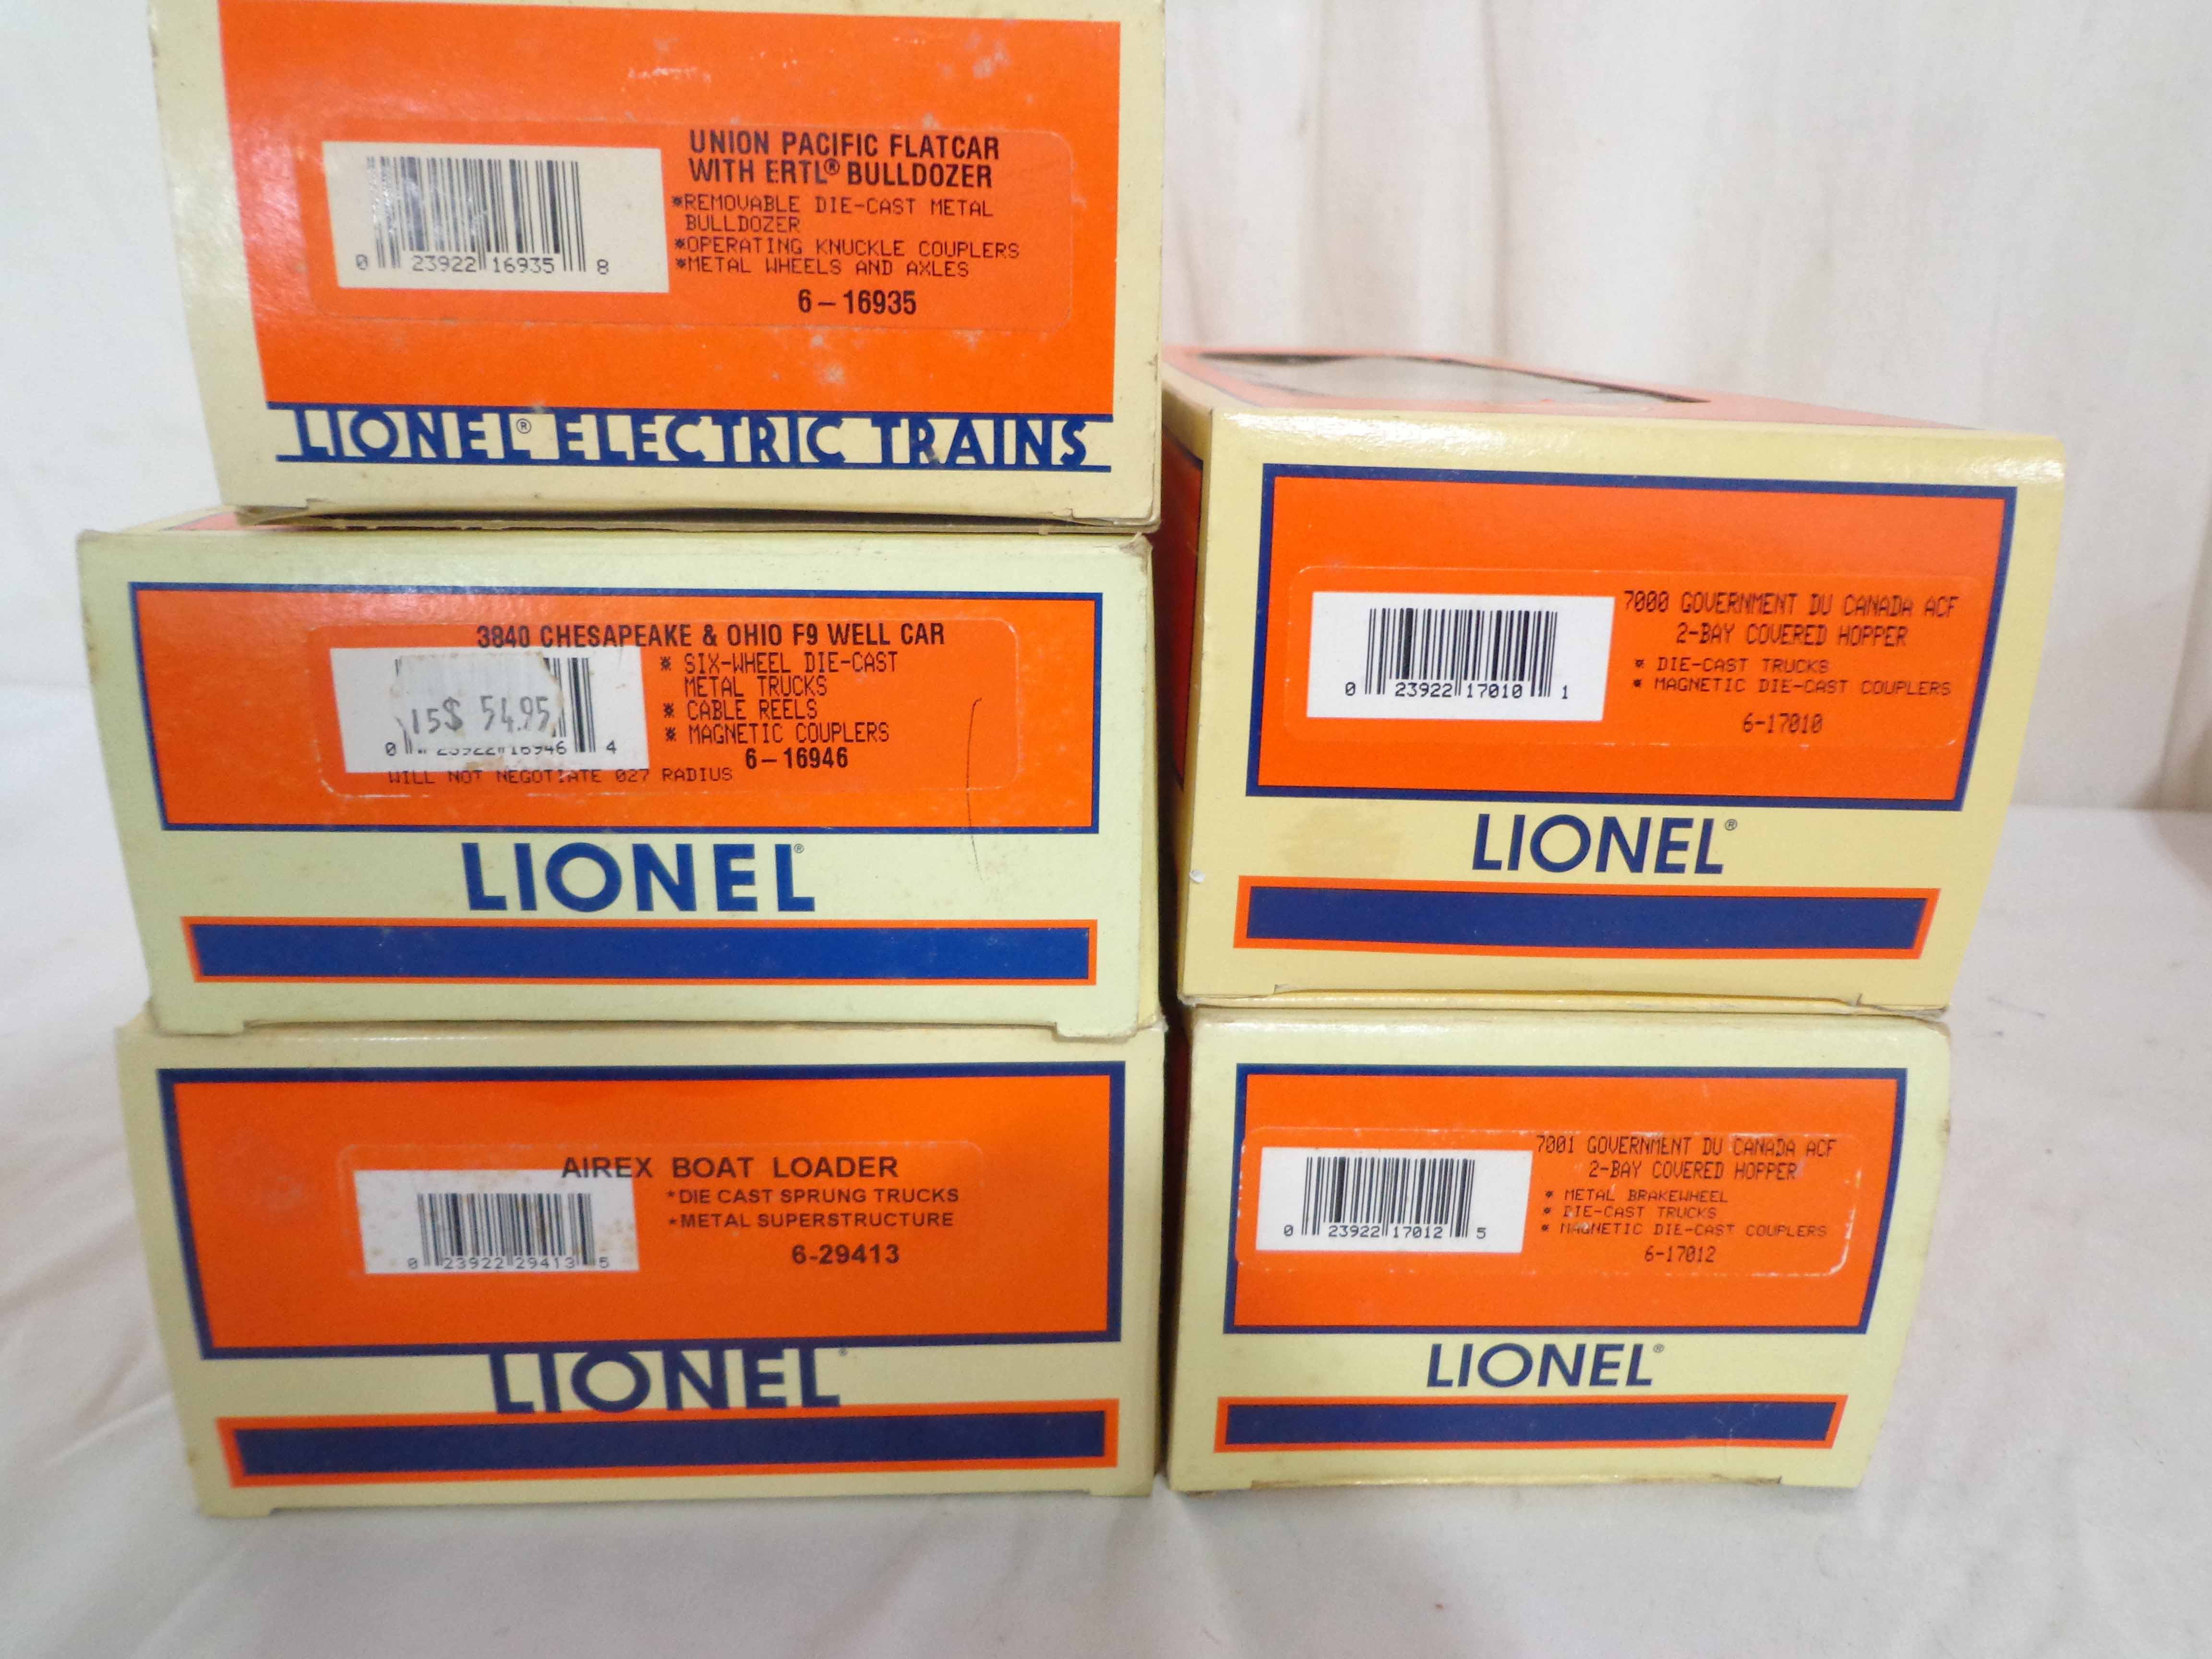 UNION PACIFIC FLATCAR
WITH ERTL® BULLDOZER
*REMOVABLE DIE-CAST METAL
BULLDOZER
*OPERATING KNUCKLE COUPLERS
*METAL WHEELS AND AXLES
6-16935
0 23922 16935 8
LIONEL® ELECTRIC TRAINS
3840 CHESAPEAKE & OHIO F9 WELL CAR
* SIX-WHEEL DIE-CAST
METAL TRUCKS
* CABLE REELS
* MAGNETIC COUPLERS
6-16946
15$ 54.95
0 23922 16946 4
WILL NOT NEGOTIATE 027 RADIUS
LIONEL®
AIREX BOAT LOADER
*DIE CAST SPRUNG TRUCKS
*METAL SUPERSTRUCTURE
6-29413
0 23922 29413 5
LIONEL®
7000 GOVERNMENT DU CANADA ACF
2-BAY COVERED HOPPER
* DIE-CAST TRUCKS
* MAGNETIC DIE-CAST COUPLERS
6-17010
0 23922 17010 1
LIONEL®
7001 GOVERNMENT DU CANADA ACF
2-BAY COVERED HOPPER
* METAL BRAKEWHEEL
* DIE-CAST TRUCKS
* MAGNETIC DIE-CAST COUPLERS
6-17012
0 23922 17012 5
LIONEL®